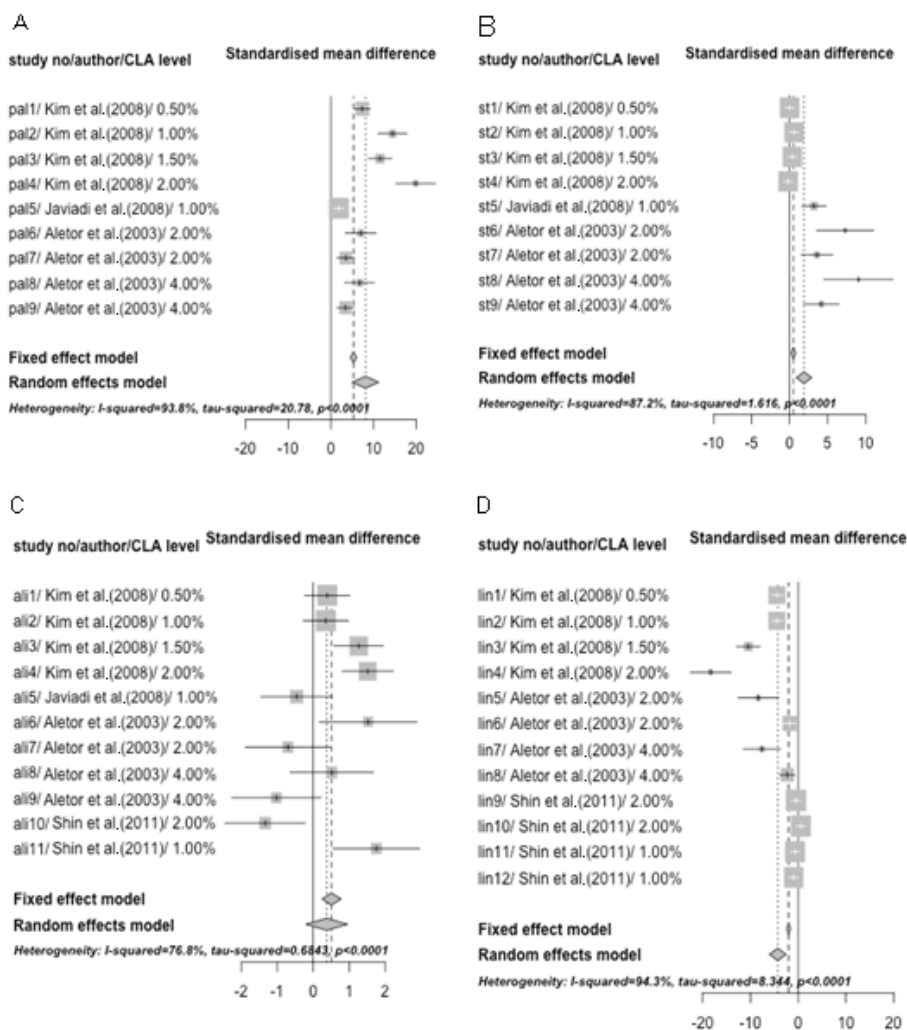 A
study no/author/CLA level Standardised mean difference
pal1/ Kim et al.(2008)/ 0.50%
pal2/ Kim et al.(2008)/ 1.00%
pal3/ Kim et al.(2008)/ 1.50%
pal4/ Kim et al.(2008)/ 2.00%
pal5/ Javiadi et al.(2008)/ 1.00%
pal6/ Aletor et al.(2003)/ 2.00%
pal7/ Aletor et al.(2003)/ 2.00%
pal8/ Aletor et al.(2003)/ 4.00%
pal9/ Aletor et al.(2003)/ 4.00%
Fixed effect model
Random effects model
Heterogeneity: I-squared=93.8%, tau-squared=20.78, p<0.0001
-20 -10 0 10 20
B
study no/author/CLA level Standardised mean difference
st1/ Kim et al.(2008)/ 0.50%
st2/ Kim et al.(2008)/ 1.00%
st3/ Kim et al.(2008)/ 1.50%
st4/ Kim et al.(2008)/ 2.00%
st5/ Javiadi et al.(2008)/ 1.00%
st6/ Aletor et al.(2003)/ 2.00%
st7/ Aletor et al.(2003)/ 2.00%
st8/ Aletor et al.(2003)/ 4.00%
st9/ Aletor et al.(2003)/ 4.00%
Fixed effect model
Random effects model
Heterogeneity: I-squared=87.2%, tau-squared=1.616, p<0.0001
-10 -5 0 5 10
C
study no/author/CLA level Standardised mean difference
ali1/ Kim et al.(2008)/ 0.50%
ali2/ Kim et al.(2008)/ 1.00%
ali3/ Kim et al.(2008)/ 1.50%
ali4/ Kim et al.(2008)/ 2.00%
ali5/ Javiadi et al.(2008)/ 1.00%
ali6/ Aletor et al.(2003)/ 2.00%
ali7/ Aletor et al.(2003)/ 2.00%
ali8/ Aletor et al.(2003)/ 4.00%
ali9/ Aletor et al.(2003)/ 4.00%
ali10/ Shin et al.(2011)/ 2.00%
ali11/ Shin et al.(2011)/ 1.00%
Fixed effect model
Random effects model
Heterogeneity: I-squared=76.8%, tau-squared=0.6843, p<0.0001
-2 -1 0 1 2
D
study no/author/CLA level Standardised mean difference
lin1/ Kim et al.(2008)/ 0.50%
lin2/ Kim et al.(2008)/ 1.00%
lin3/ Kim et al.(2008)/ 1.50%
lin4/ Kim et al.(2008)/ 2.00%
lin5/ Aletor et al.(2003)/ 2.00%
lin6/ Aletor et al.(2003)/ 2.00%
lin7/ Aletor et al.(2003)/ 4.00%
lin8/ Aletor et al.(2003)/ 4.00%
lin9/ Shin et al.(2011)/ 2.00%
lin10/ Shin et al.(2011)/ 2.00%
lin11/ Shin et al.(2011)/ 1.00%
lin12/ Shin et al.(2011)/ 1.00%
Fixed effect model
Random effects model
Heterogeneity: I-squared=94.3%, tau-squared=8.344, p<0.0001
-20 -10 0 10 20